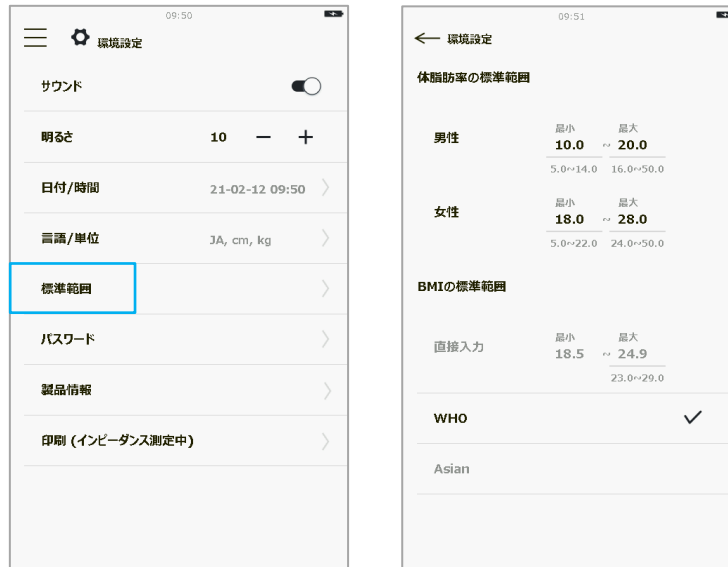 09:50
環境設定
サウンド
明るさ 10 − +
日付/時間 21-02-12 09:50
言語/単位 JA, cm, kg
標準範囲
パスワード
製品情報
印刷 (インピーダンス測定中)
09:51
環境設定
体脂肪率の標準範囲
最小 最大
男性 10.0 ~ 20.0
5.0~14.0 16.0~50.0
最小 最大
女性 18.0 ~ 28.0
5.0~22.0 24.0~50.0
BMIの標準範囲
最小 最大
直接入力 18.5 ~ 24.9
23.0~29.0
WHO
Asian